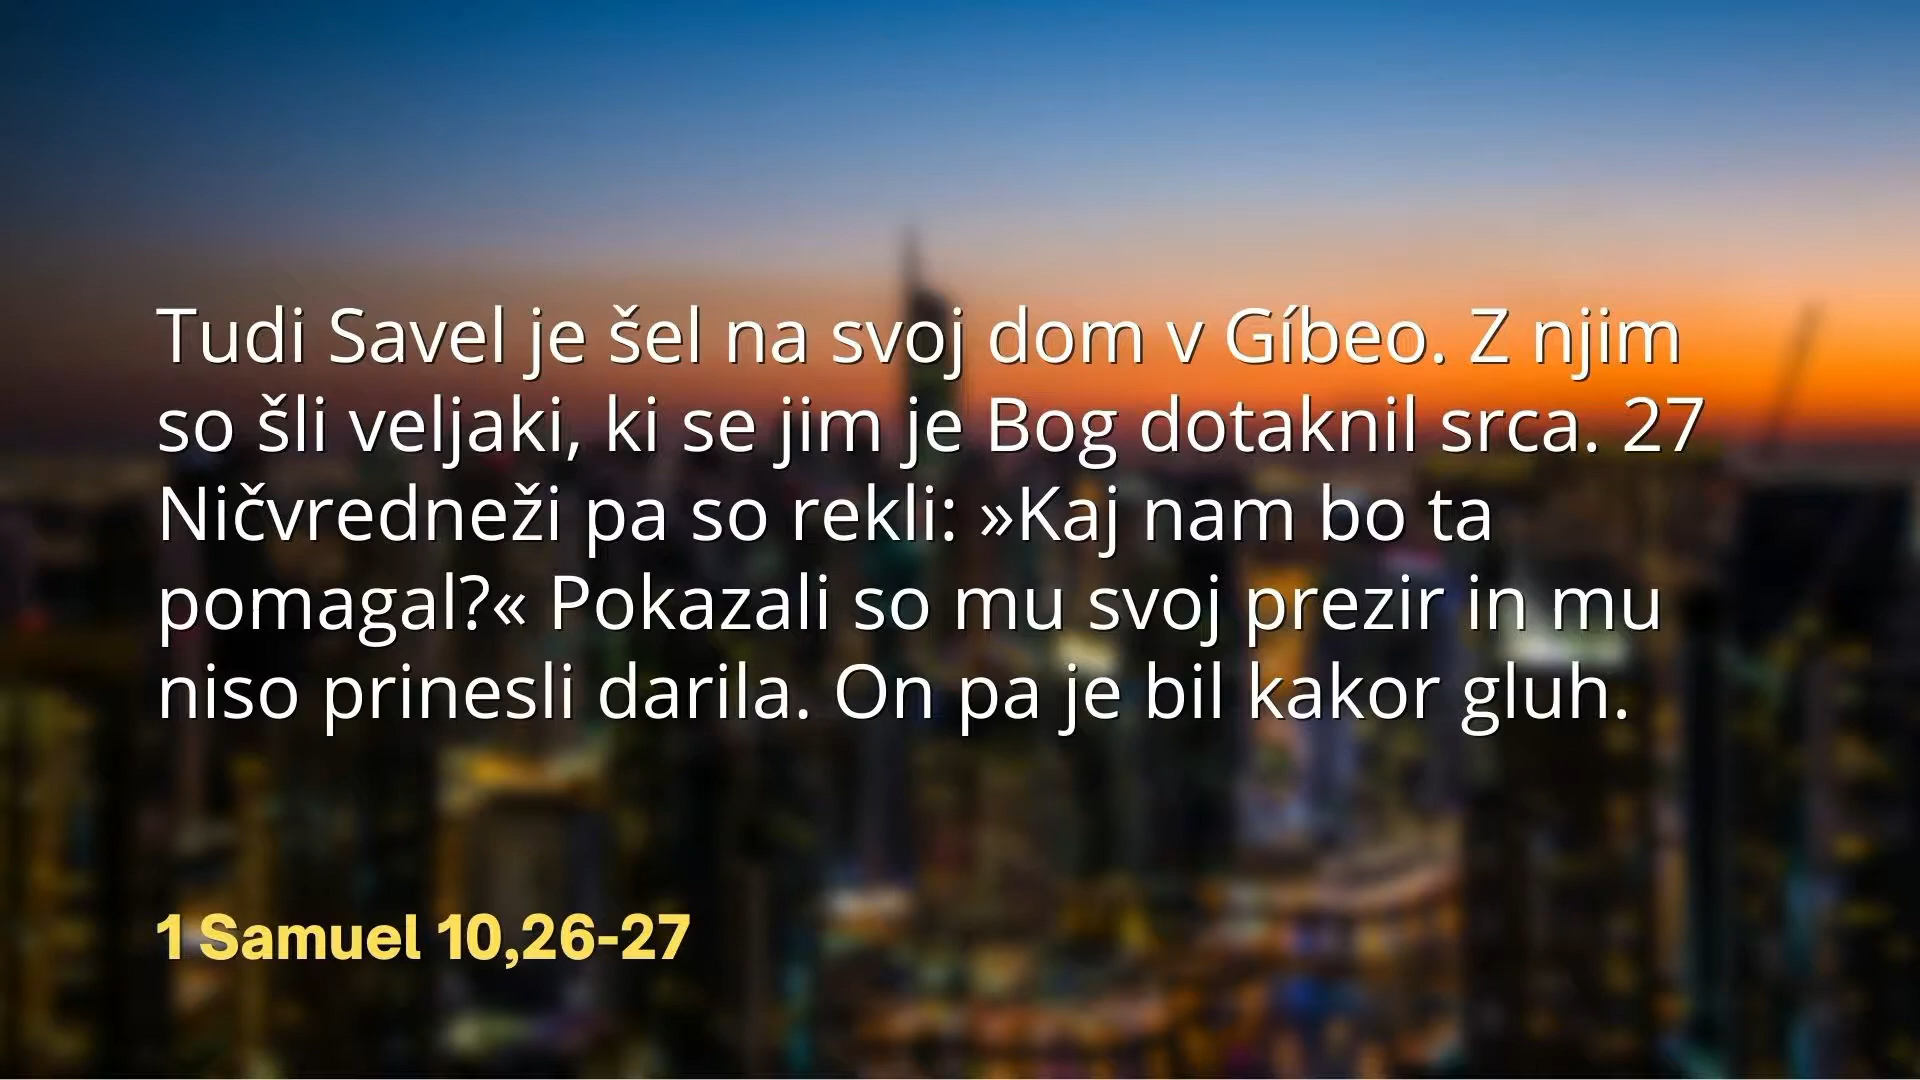 Tudi Savel je šel na svoj dom v Gíbeo. Z njim
so šli veljaki, ki se jim je Bog dotaknil srca. 27
Ničvredneži pa so rekli: »Kaj nam bo ta
pomagal?« Pokazali so mu svoj prezir in mu
niso prinesli darila. On pa je bil kakor gluh.
1 Samuel 10,26-27